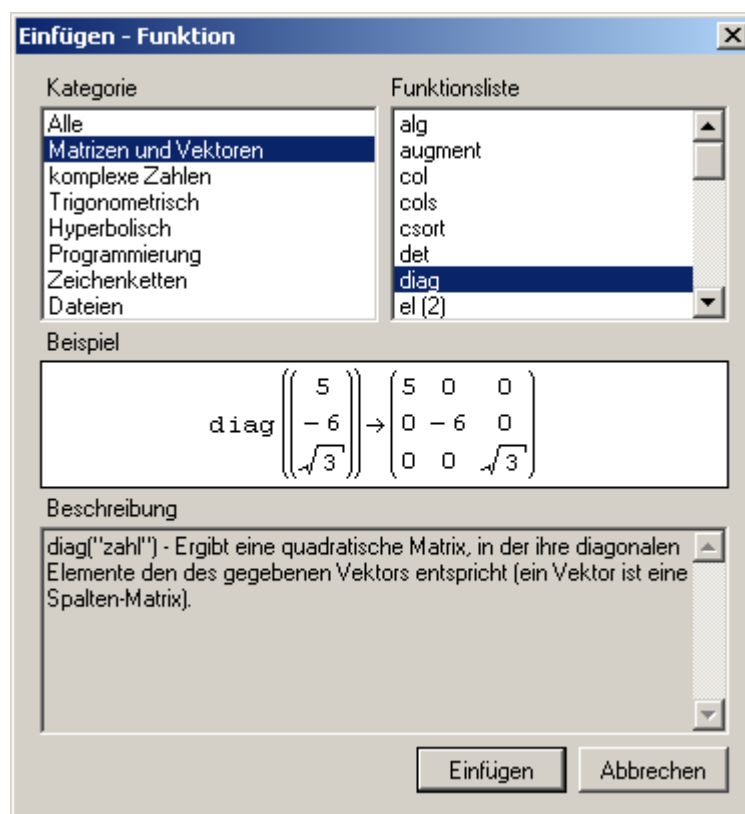 Einfügen - Funktion
Kategorie
Alle
Matrizen und Vektoren
komplexe Zahlen
Trigonometrisch
Hyperbolisch
Programmierung
Zeichenketten
Dateien
Funktionsliste
alg
augment
col
cols
csort
det
diag
el (2)
Beispiel
5 5 0 0
diag - 6 → 0 - 6 0
√3 0 0 √3
Beschreibung
diag("zahl") - Ergibt eine quadratische Matrix, in der ihre diagonalen
Elemente den des gegebenen Vektors entspricht (ein Vektor ist eine
Spalten-Matrix).
Einfügen
Abbrechen